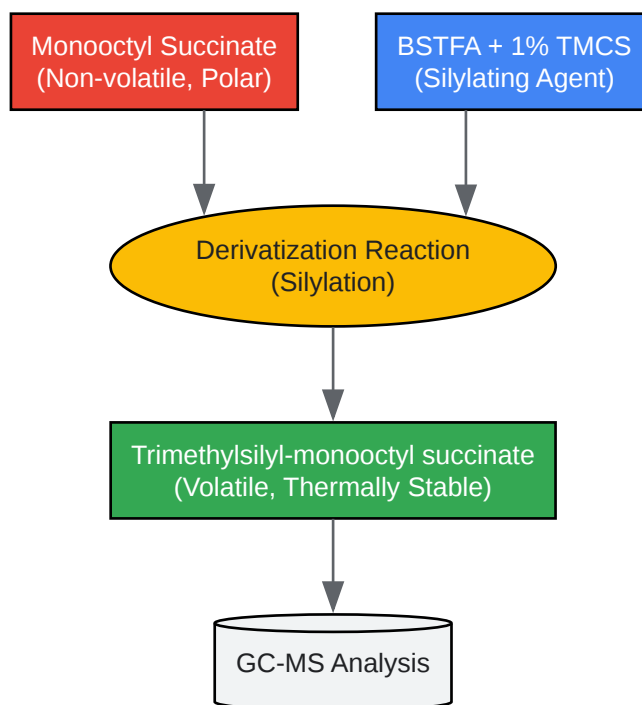 Monooctyl Succinate
(Non-volatile, Polar)
BSTFA + 1% TMCS
(Silylating Agent)
Derivatization Reaction
(Silylation)
Trimethylsilyl-monooctyl succinate
(Volatile, Thermally Stable)
GC-MS Analysis